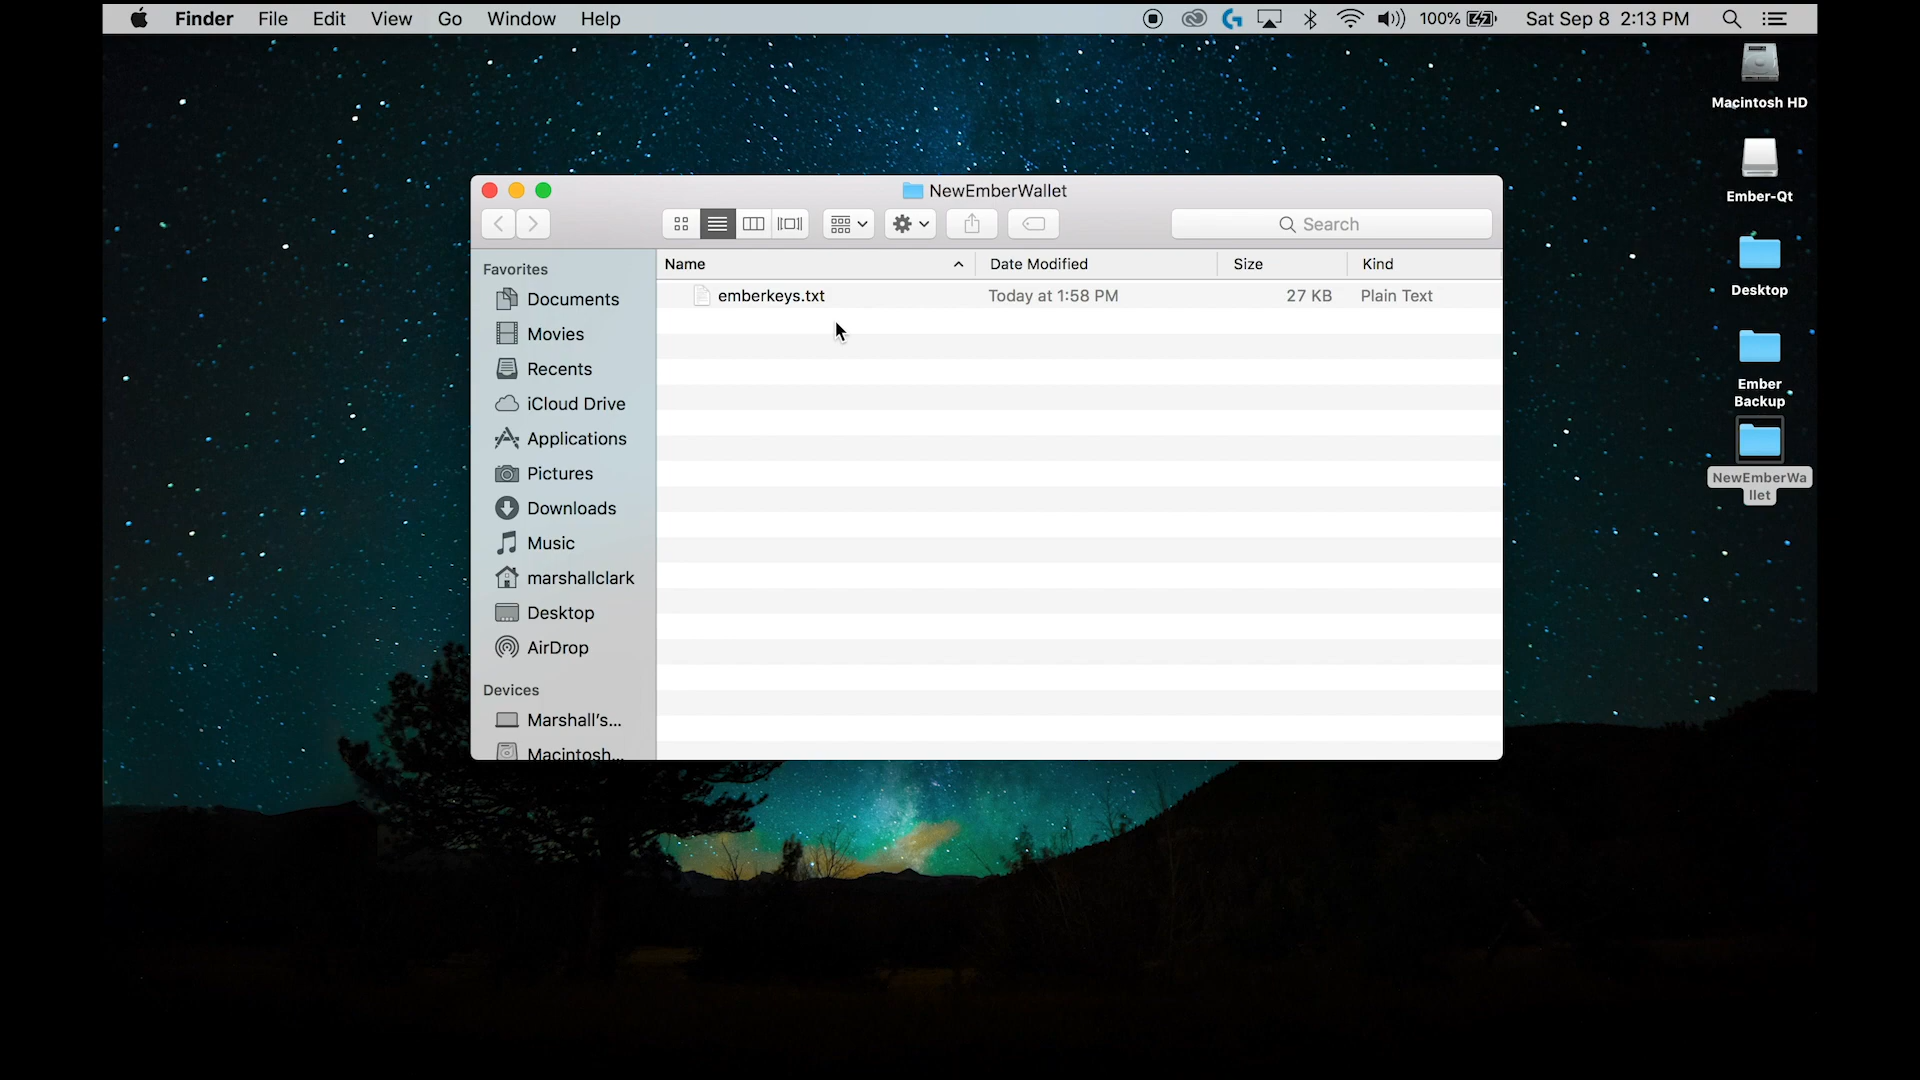 Finder File Edit View Go Window Help 100% Sat Sep 8 2:13 PM
Macintosh HD
Ember-Qt
Desktop
Ember
Backup
NewEmberWa
llet
NewEmberWallet
Search
Name Date Modified Size Kind
emberkeys.txt Today at 1:58 PM 27 KB Plain Text
Favorites
Documents
Movies
Recents
iCloud Drive
Applications
Pictures
Downloads
Music
marshallclark
Desktop
AirDrop
Devices
Marshall's...
Macintosh...